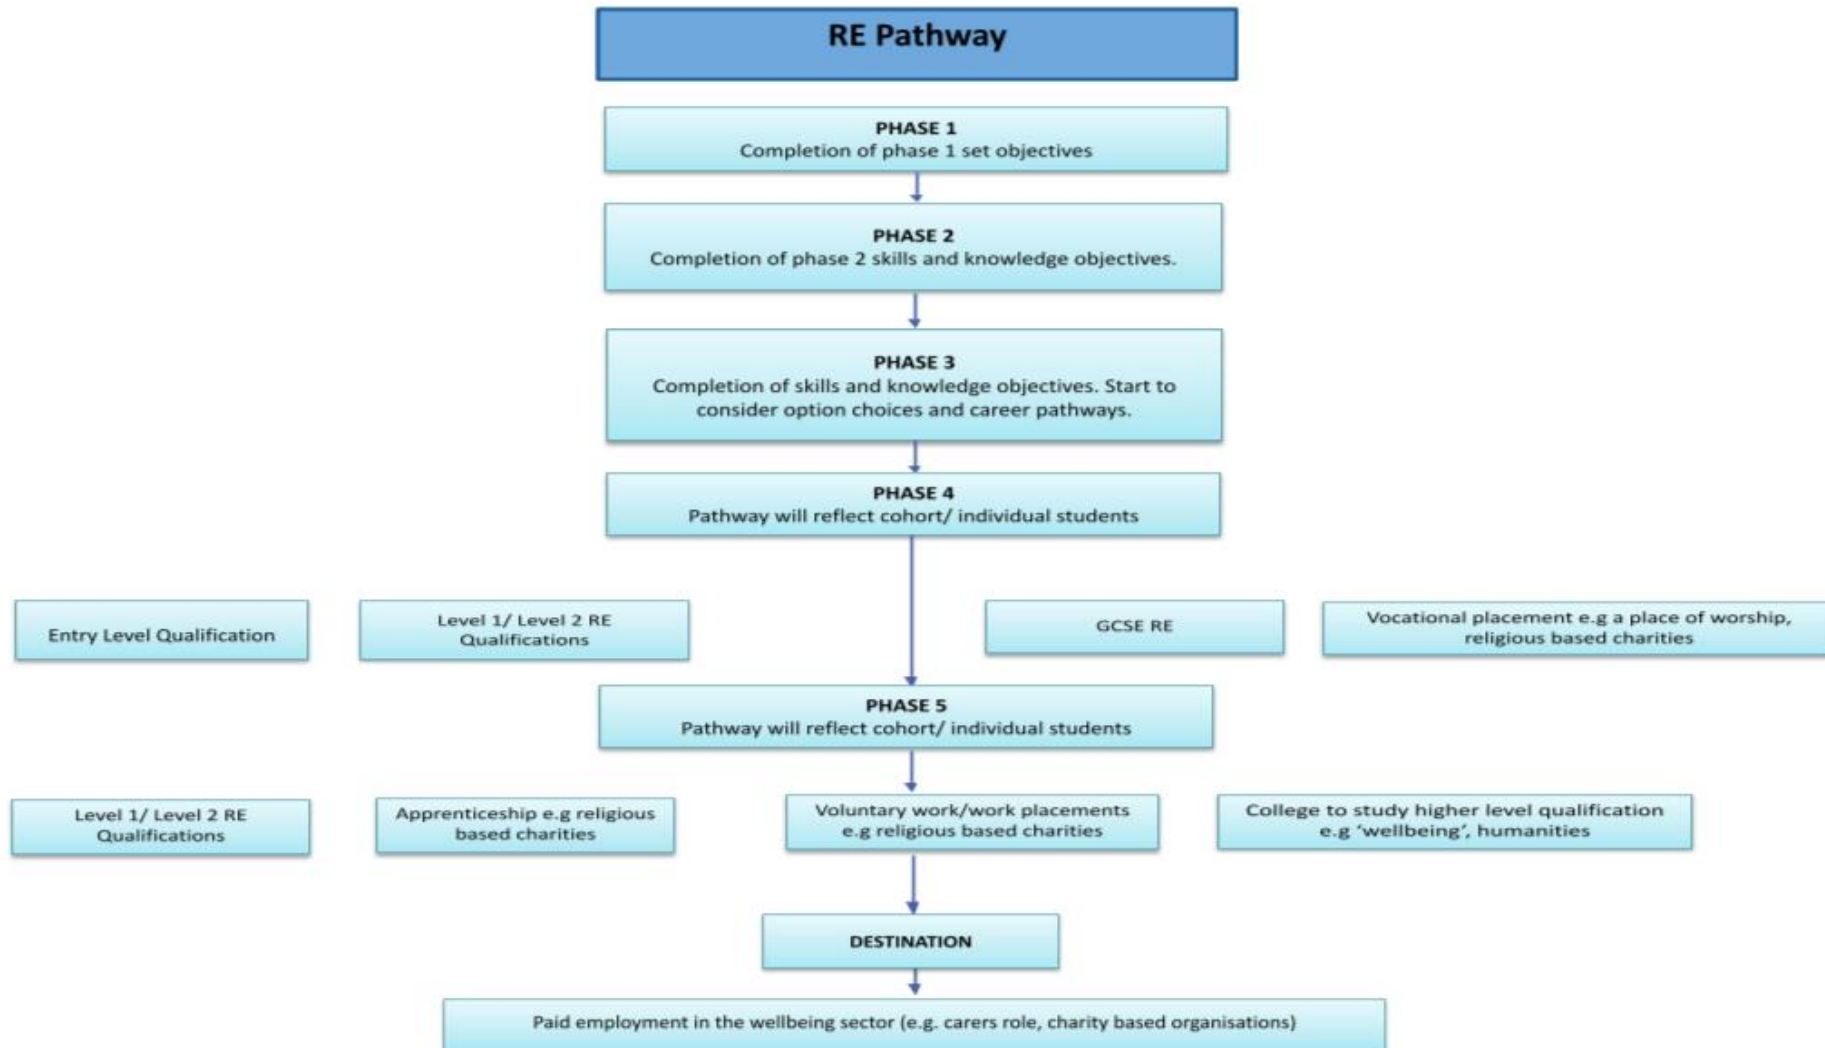 RE Pathway
PHASE 1
Completion of phase 1 set objectives
PHASE 2
Completion of phase 2 skills and knowledge objectives.
PHASE 3
Completion of skills and knowledge objectives. Start to
consider option choices and career pathways.
PHASE 4
Pathway will reflect cohort/ individual students
Entry Level Qualification
Level 1/ Level 2 RE
Qualifications
GCSE RE
Vocational placement e.g a place of worship,
religious based charities
PHASE 5
Pathway will reflect cohort/ individual students
Level 1/ Level 2 RE
Qualifications
Apprenticeship e.g religious
based charities
Voluntary work/work placements
e.g religious based charities
College to study higher level qualification
e.g ‘wellbeing’, humanities
DESTINATION
Paid employment in the wellbeing sector (e.g. carers role, charity based organisations)